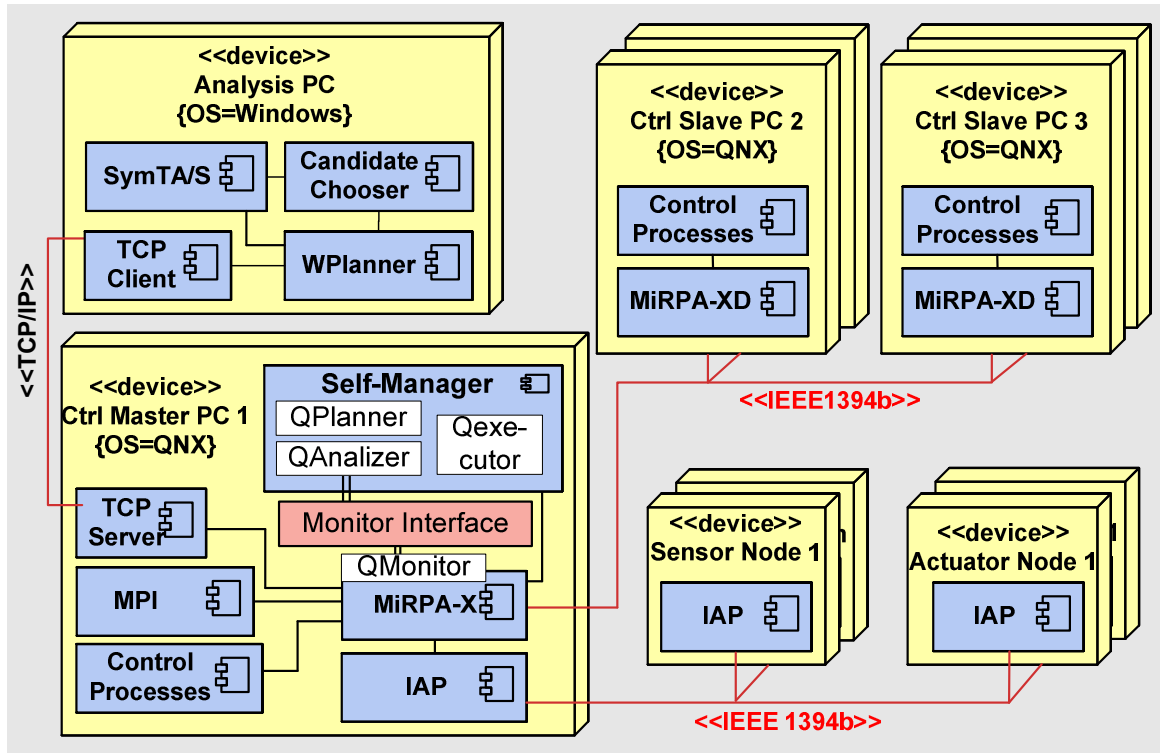 <<device>>
Analysis PC
{OS=Windows}
SymTA/S
Candidate
Chooser
TCP
Client
WPlanner
<<TCP/IP>>
<<device>>
Ctrl Slave PC 2
{OS=QNX}
Control
Processes
MiRPA-XD
<<device>>
Ctrl Slave PC 3
{OS=QNX}
Control
Processes
MiRPA-XD
<<IEEE1394b>>
<<device>>
Ctrl Master PC 1
{OS=QNX}
Self-Manager
QPlanner
QAnalizer
Qexe-
cutor
Monitor Interface
QMonitor
TCP
Server
MPI
MiRPA-X
Control
Processes
IAP
<<device>>
Sensor Node 1
IAP
<<device>>
Actuator Node 1
IAP
<<IEEE 1394b>>